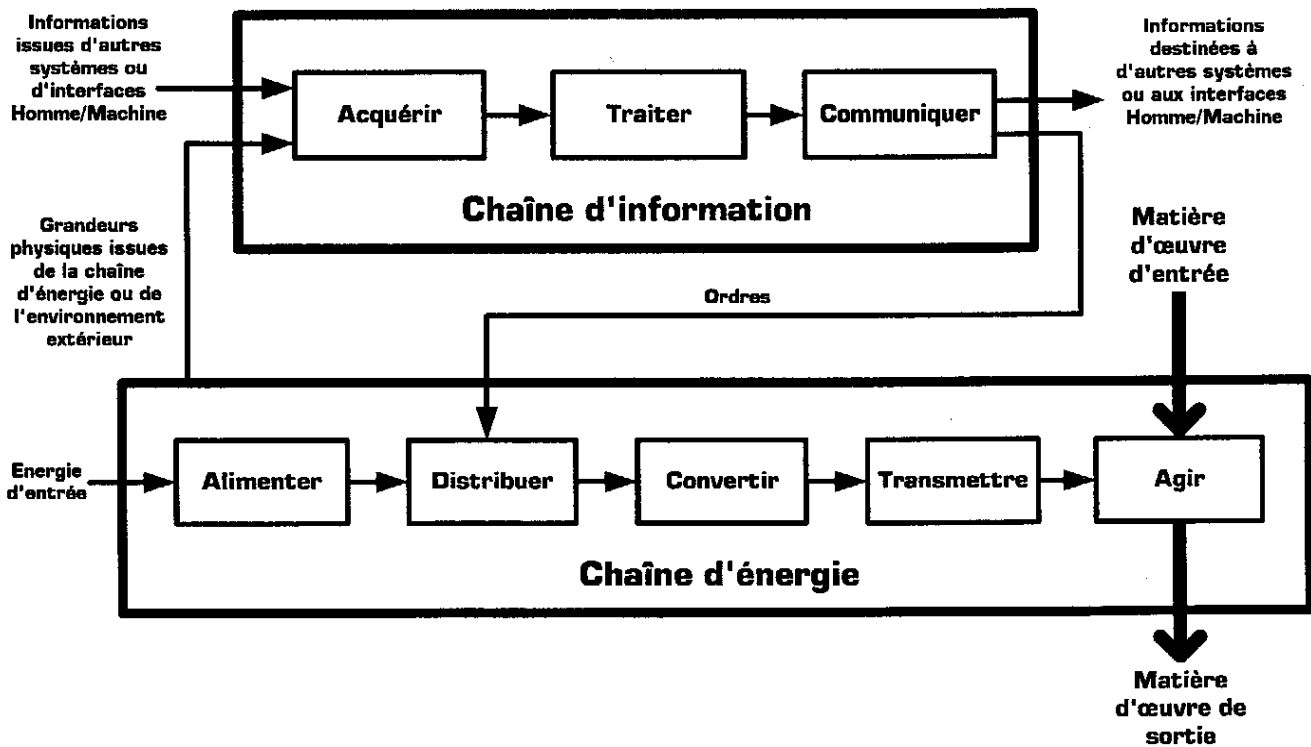 Informations
issues d'autres
systèmes ou
d'interfaces
Homme/Machine
Acquérir
Traiter
Communiquer
Informations
destinées à
d'autres systèmes
ou aux interfaces
Homme/Machine
Chaîne d'information
Grandeurs
physiques issues
de la chaîne
d'énergie ou de
l'environnement
extérieur
Ordres
Matière
d'œuvre
d'entrée
Energie
d'entrée
Alimenter
Distribuer
Convertir
Transmettre
Agir
Chaîne d'énergie
Matière
d'œuvre de
sortie